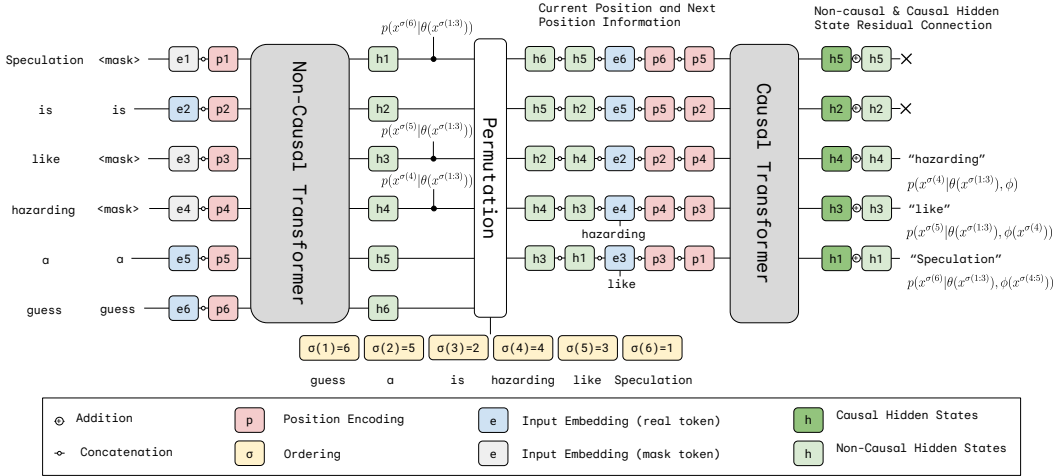 Current Position and Next
Position Information
Non-causal & Causal Hidden
State Residual Connection
p(x^σ(6)|θ(x^σ(1:3)))
Speculation <mask> e1 p1 h1 h6 h5 e6 p6 p5 h5 h5
is is e2 p2 h2 h5 h2 e5 p5 p2 h2 h2
p(x^σ(5)|θ(x^σ(1:3)))
like <mask> e3 p3 h3 h2 h4 e2 p2 p4 h4 h4 “hazarding”
p(x^σ(4)|θ(x^σ(1:3)))
p(x^σ(4)|θ(x^σ(1:3)), ϕ)
hazarding <mask> e4 p4 h4 h4 h3 e4 p4 p3 h3 h3 “like”
hazarding
p(x^σ(5)|θ(x^σ(1:3)), ϕ(x^σ(4)))
a a e5 p5 h5 h3 h1 e3 p3 p1 h1 h1 “Speculation”
like
p(x^σ(6)|θ(x^σ(1:3)), ϕ(x^σ(4:5)))
guess guess e6 p6 h6
Non-Causal Transformer
Permutation
Causal Transformer
σ(1)=6 σ(2)=5 σ(3)=2 σ(4)=4 σ(5)=3 σ(6)=1
guess a is hazarding like Speculation
Addition p Position Encoding e Input Embedding (real token) h Causal Hidden States
Concatenation σ Ordering e Input Embedding (mask token) h Non-Causal Hidden States